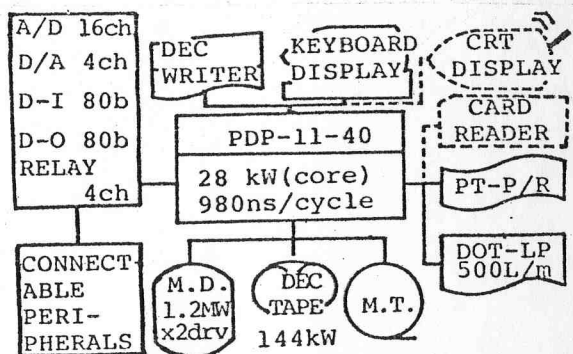 A/D 16ch
D/A 4ch
D-I 80b
D-O 80b
RELAY
4ch
DEC
WRITER
KEYBOARD
DISPLAY
CRT
DISPLAY
CARD
READER
PDP-11-40
28 kW(core)
980ns/cycle
PT-P/R
DOT-LP
500L/m
CONNECT-
ABLE
PERI-
PHERALS
M.D.
1.2MW
x2drv
DEC
TAPE
144kW
M.T.